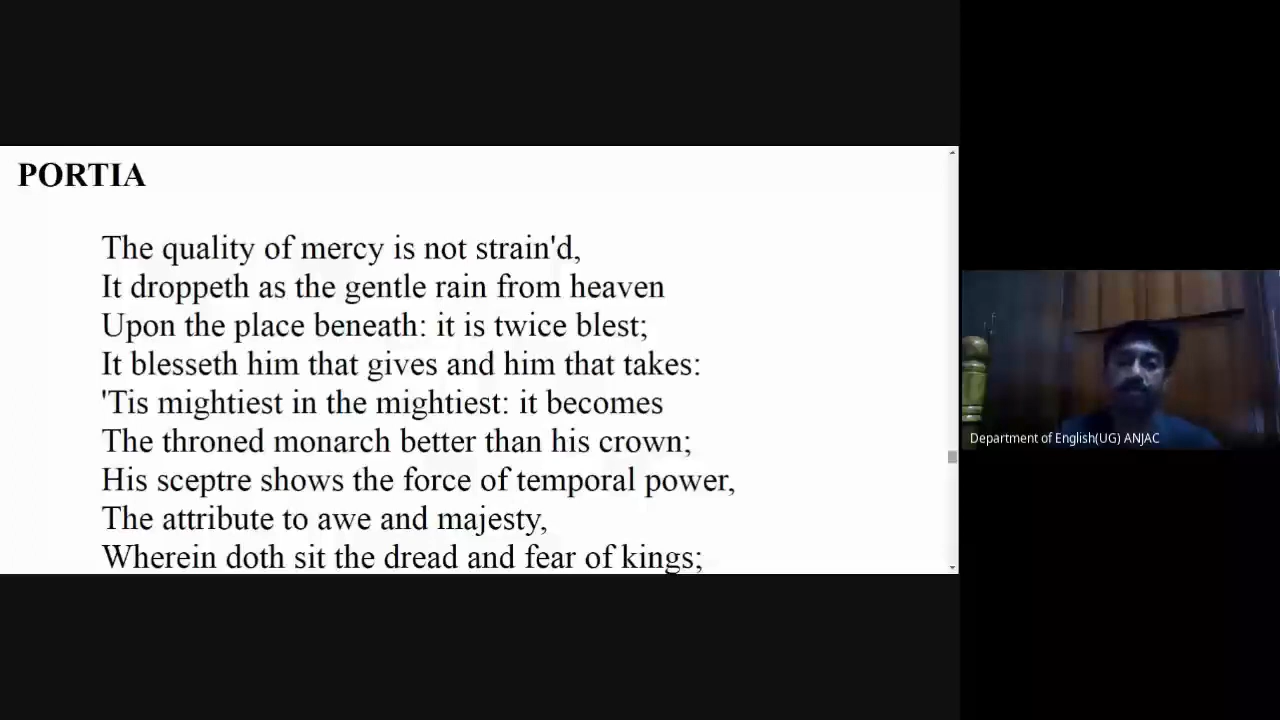 PORTIA
The quality of mercy is not strain'd,
It droppeth as the gentle rain from heaven
Upon the place beneath: it is twice blest;
It blesseth him that gives and him that takes:
'Tis mightiest in the mightiest: it becomes
The throned monarch better than his crown;
His sceptre shows the force of temporal power,
The attribute to awe and majesty,
Wherein doth sit the dread and fear of kings;
Department of English(UG) ANJAC